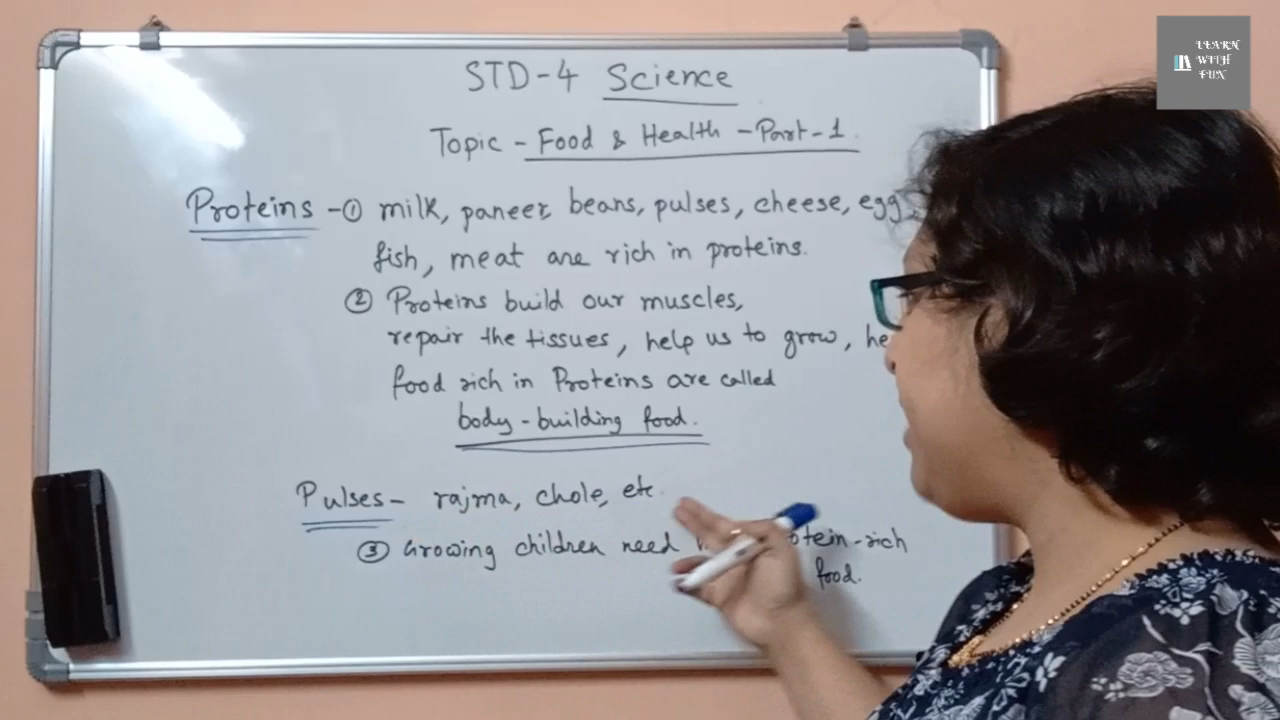 LEARN
WITH
FUN
STD-4 Science
Topic - Food & Health - Part-1.
Proteins - ① milk, paneer, beans, pulses, cheese, egg,
fish, meat are rich in proteins.
② Proteins build our muscles,
repair the tissues, help us to grow,
food rich in Proteins are called
body-building food.
Pulses - rajma, chole, etc.
③ Growing children need
food.